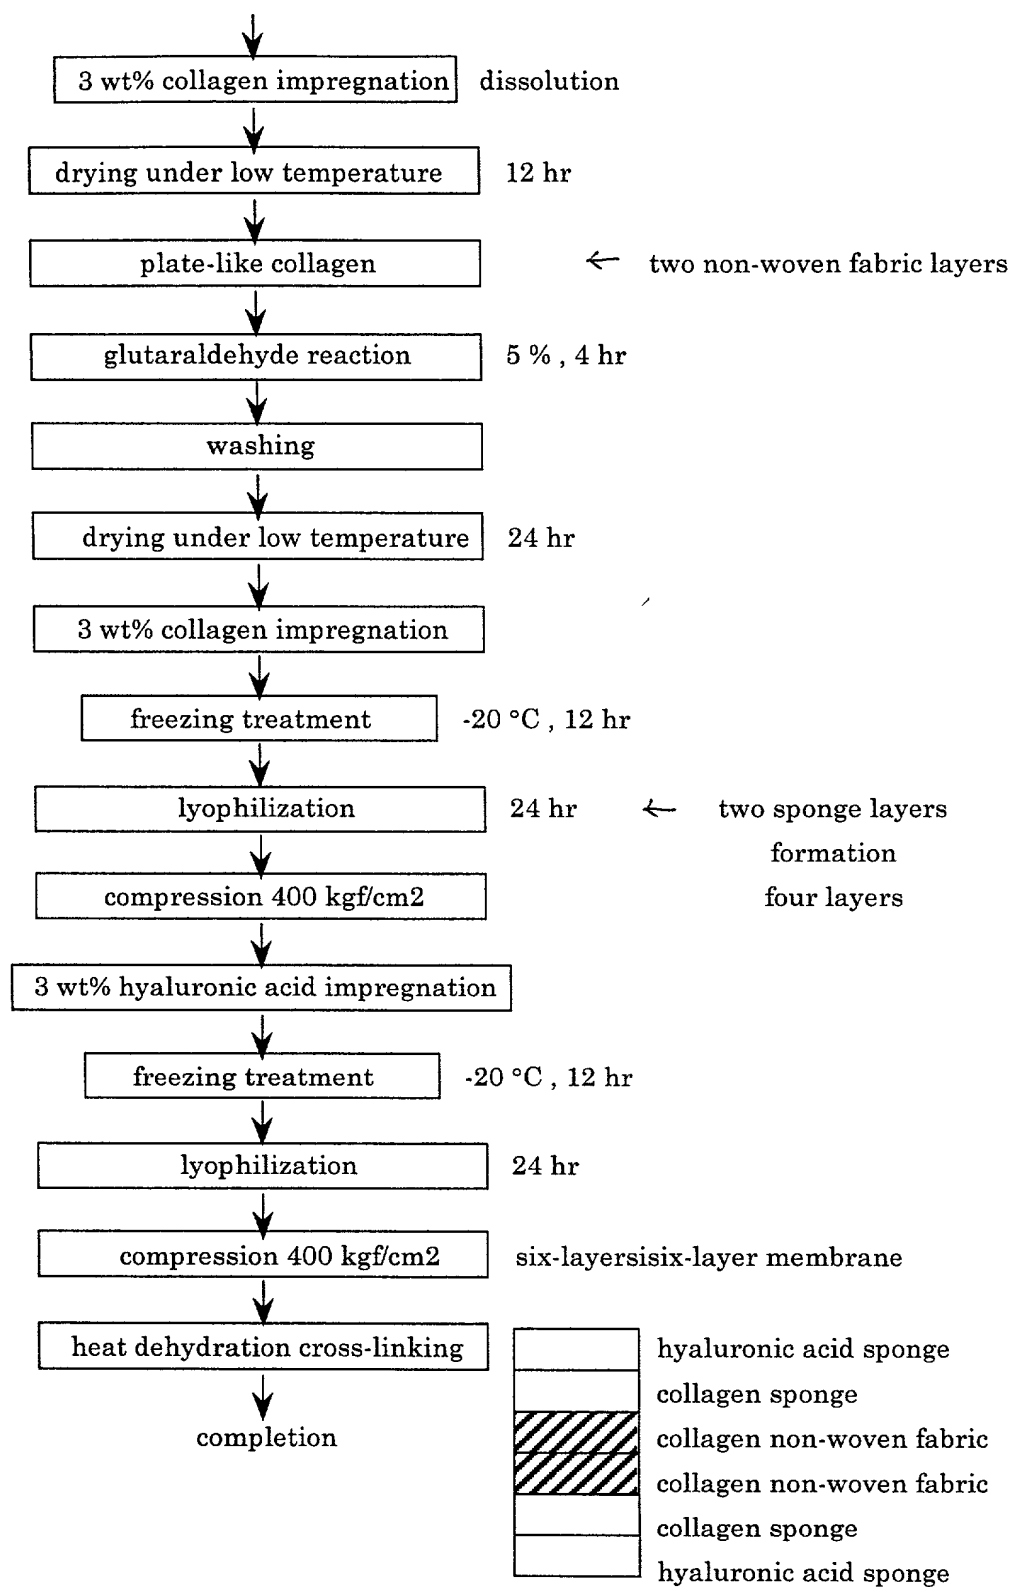 3 wt% collagen impregnation dissolution
drying under low temperature 12 hr
plate-like collagen ← two non-woven fabric layers
glutaraldehyde reaction 5 % , 4 hr
washing
drying under low temperature 24 hr
3 wt% collagen impregnation
freezing treatment -20 °C , 12 hr
lyophilization 24 hr ← two sponge layers
formation
compression 400 kgf/cm2 four layers
3 wt% hyaluronic acid impregnation
freezing treatment -20 °C , 12 hr
lyophilization 24 hr
compression 400 kgf/cm2 six-layersisix-layer membrane
heat dehydration cross-linking
completion
hyaluronic acid sponge
collagen sponge
collagen non-woven fabric
collagen non-woven fabric
collagen sponge
hyaluronic acid sponge